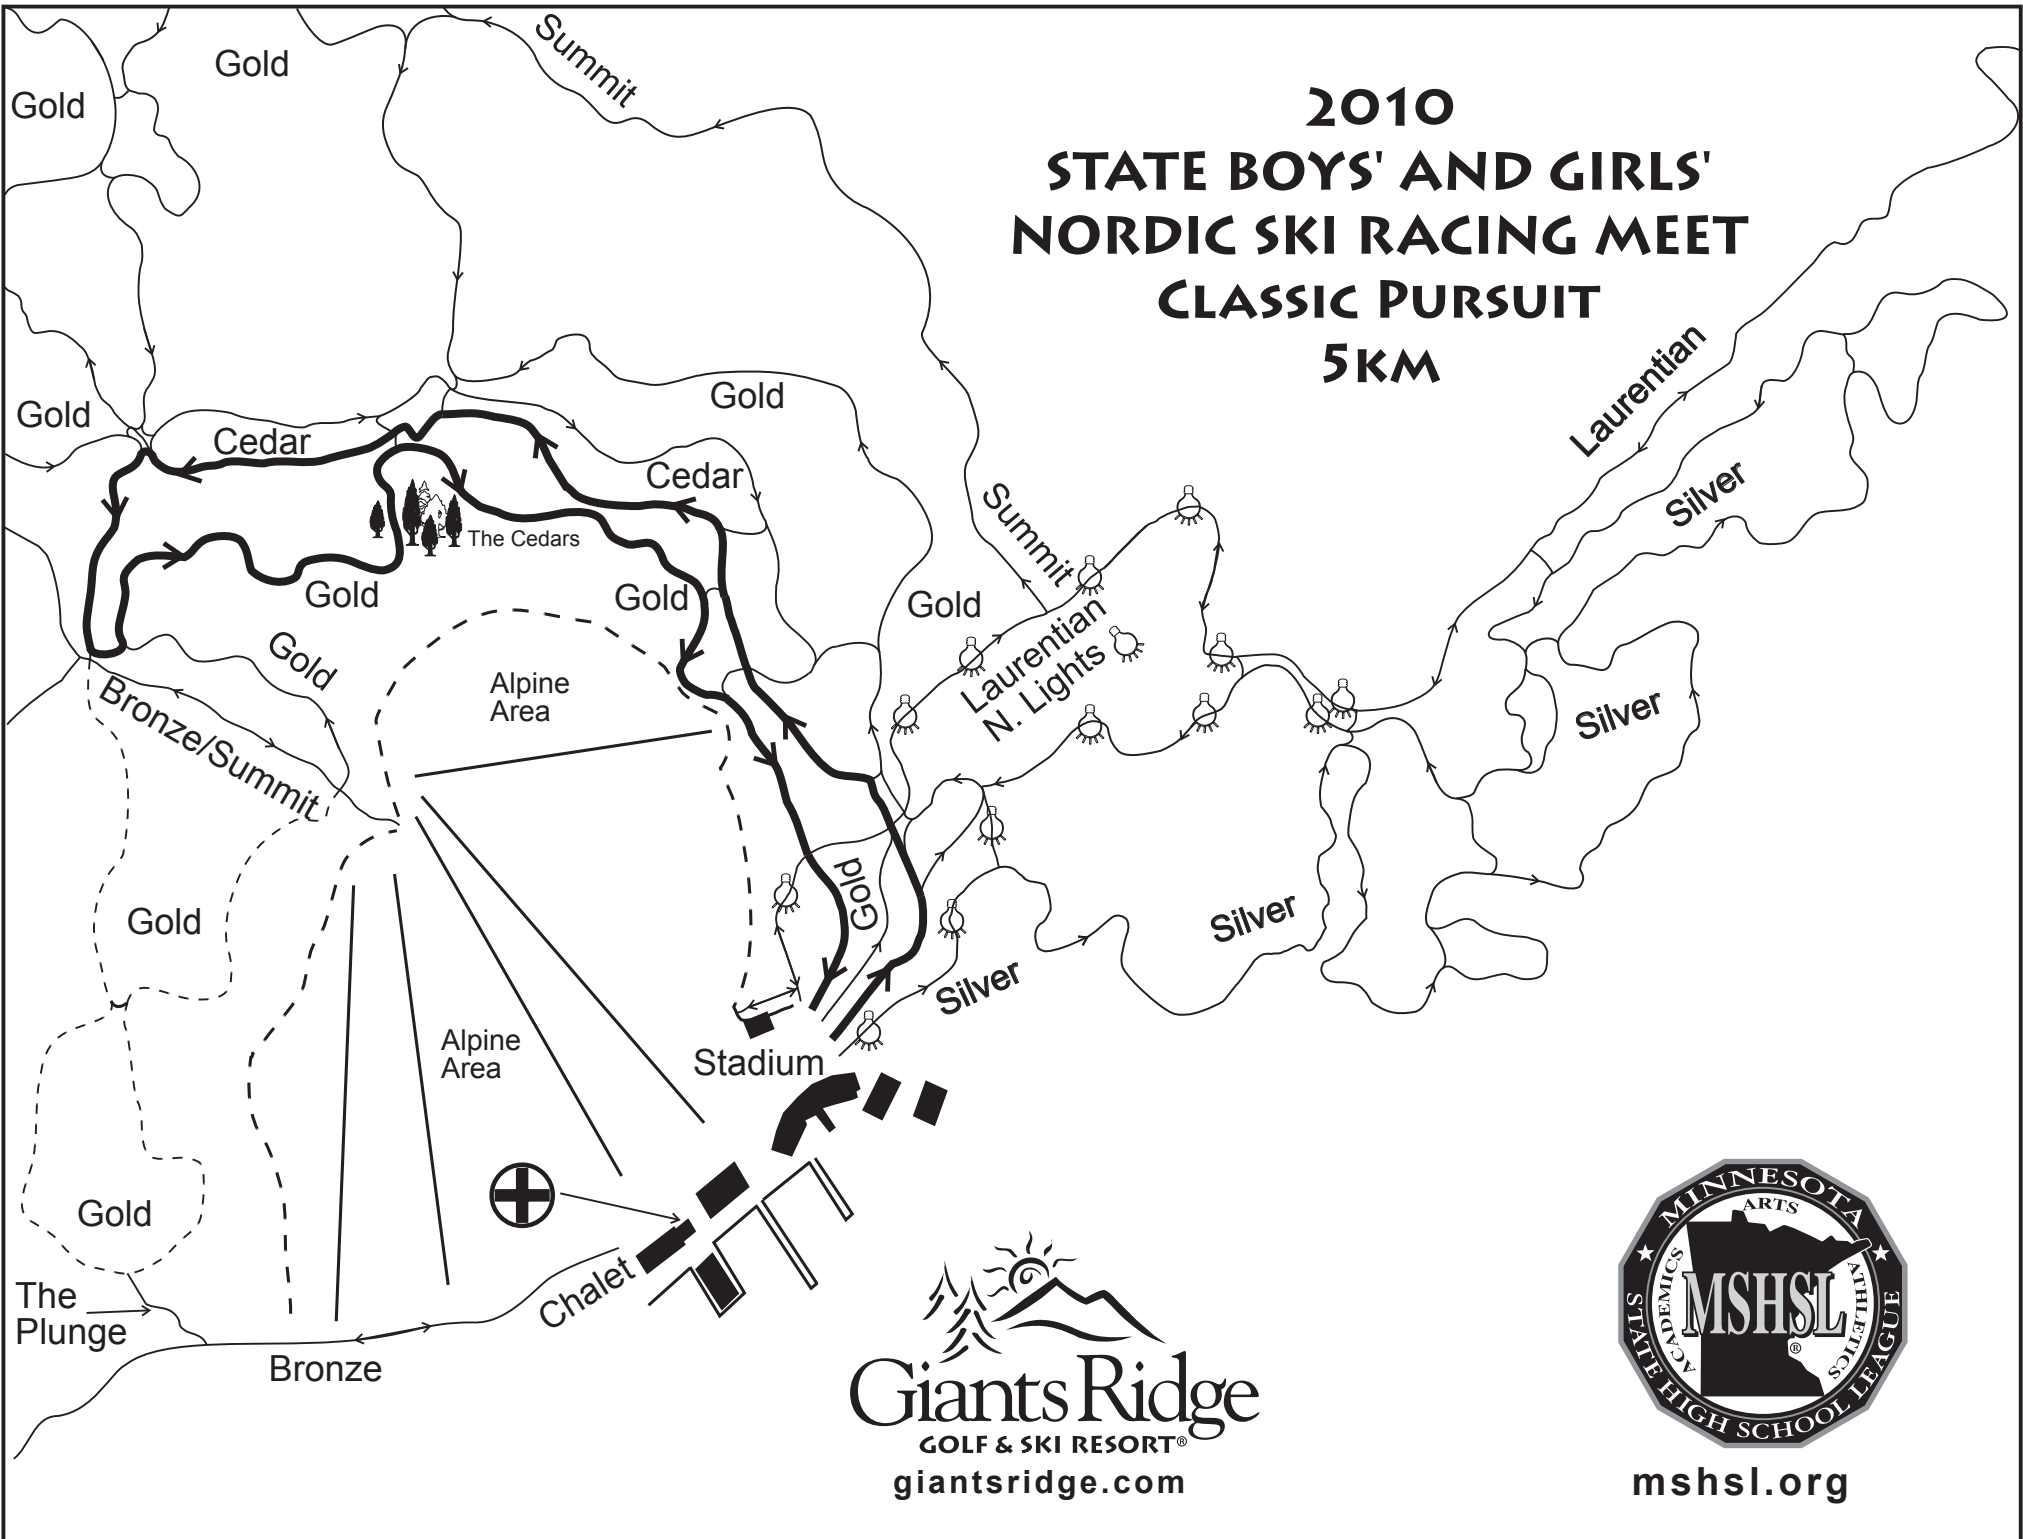 2010
STATE BOYS' AND GIRLS'
NORDIC SKI RACING MEET
CLASSIC PURSUIT
5KM
Gold
Gold
Summit
Gold
Cedar
Gold
Cedar
The Cedars
Gold
Gold
Gold
Gold
Summit
Laurentian
N. Lights
Laurentian
Silver
Silver
Silver
Silver
Alpine
Area
Bronze/Summit
Gold
Gold
Alpine
Area
Stadium
Gold
The
Plunge
Bronze
Chalet
Giants Ridge
GOLF & SKI RESORT®
giantsridge.com
MINNESOTA
STATE HIGH SCHOOL LEAGUE
ARTS
ACADEMICS
ATHLETICS
MSHSL
®
mshsl.org